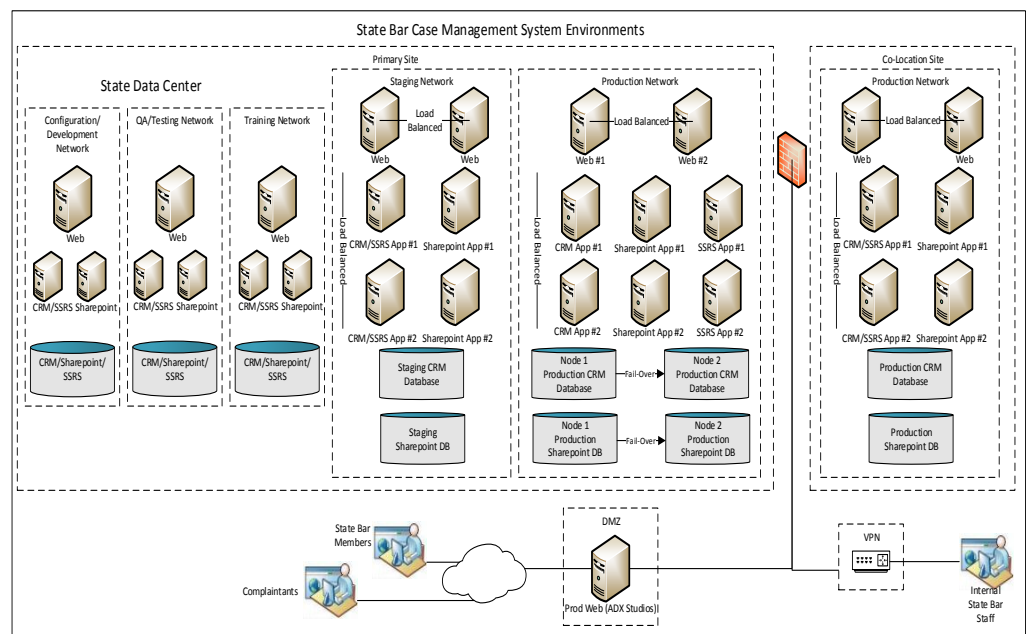 State Bar Case Management System Environments
Primary Site
Co-Location Site
State Data Center
Configuration/
Development
Network
Web
CRM/SSRS Sharepoint
CRM/Sharepoint/
SSRS
QA/Testing Network
Web
CRM/SSRS Sharepoint
CRM/Sharepoint/
SSRS
Training Network
Web
CRM/SSRS Sharepoint
CRM/Sharepoint/
SSRS
Staging Network
Load
Balanced
Web
Web
Load Balanced
CRM/SSRS App #1
Sharepoint App #1
CRM/SSRS App #2
Sharepoint App #2
Staging CRM
Database
Staging
Sharepoint DB
Production Network
Load Balanced
Web #1
Web #2
Load Balanced
CRM App #1
Sharepoint App #1
SSRS App #1
CRM App #2
Sharepoint App #2
SSRS App #2
Node 1
Production CRM
Database
Fail-Over
Node 2
Production CRM
Database
Node 1
Production
Sharepoint DB
Fail-Over
Node 2
Production
Sharepoint DB
Production Network
Load Balanced
Web
Web
Load Balanced
CRM/SSRS App #1
Sharepoint App #1
CRM/SSRS App #2
Sharepoint App #2
Production CRM
Database
Production
Sharepoint DB
State Bar
Members
Complaintants
DMZ
Prod Web (ADX Studios)
VPN
Internal
State Bar
Staff